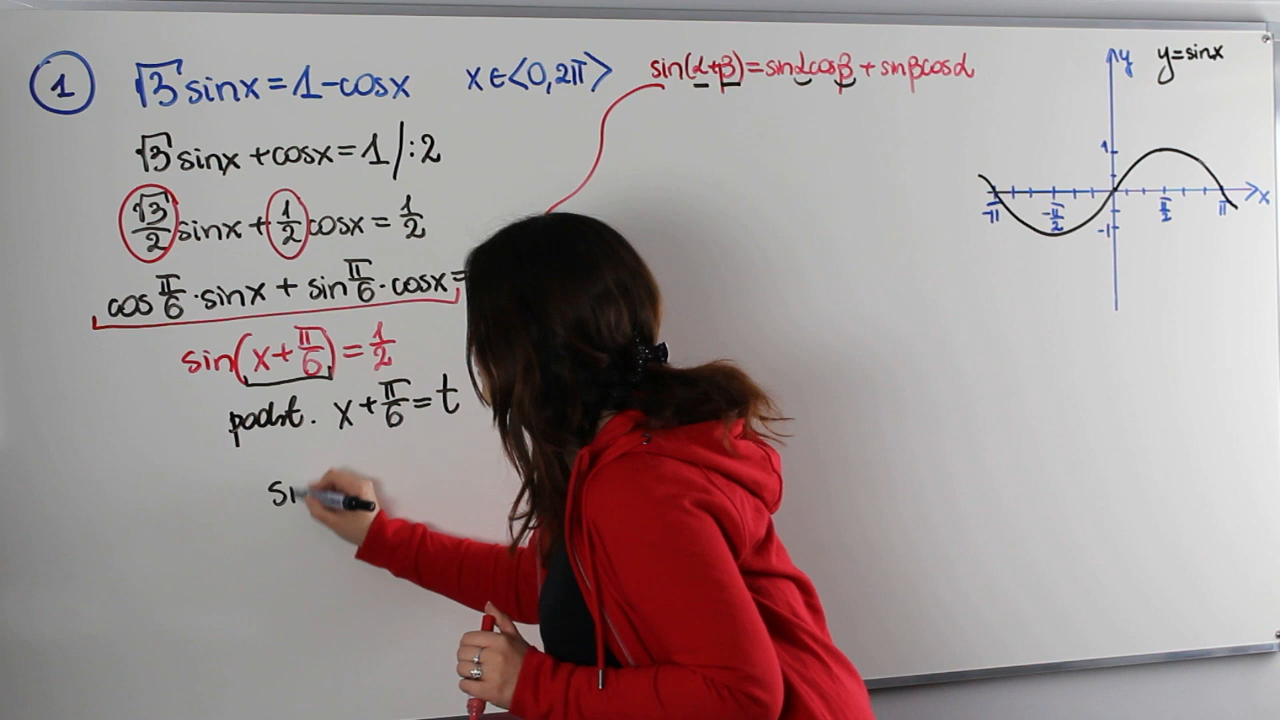 1 √3 sinx = 1 - cosx x ∈ ⟨0, 2π⟩
√3 sinx + cosx = 1 /:2
√3/2 sinx + 1/2 cosx = 1/2
cos π/6 · sinx + sin π/6 · cosx =
sin(x + π/6) = 1/2
podst. x + π/6 = t
si
sin(α+β) = sinα cosβ + sinβ cosα
y y = sinx
1
-π -π/2 π/2 π x
-1